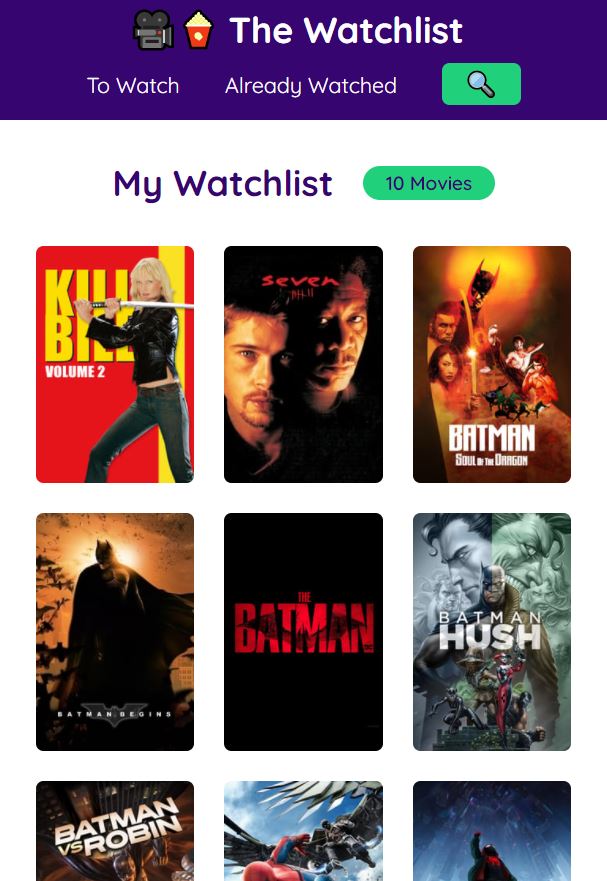 The Watchlist
To Watch
Already Watched
My Watchlist
10 Movies
KILL
BILL
VOLUME 2
seven
BATMAN
SOUL OF THE DRAGON
BATMAN BEGINS
THE
BATMAN
DC
BATMAN
HUSH
BATMAN
VS ROBIN